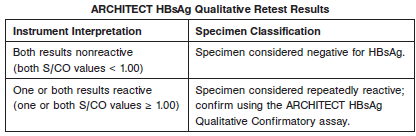 ARCHITECT HBsAg Qualitative Retest Results
Instrument Interpretation
Specimen Classification
Both results nonreactive
(both S/CO values < 1.00)
Specimen considered negative for HBsAg.
One or both results reactive
(one or both S/CO values ≥ 1.00)
Specimen considered repeatedly reactive;
confirm using the ARCHITECT HBsAg
Qualitative Confirmatory assay.